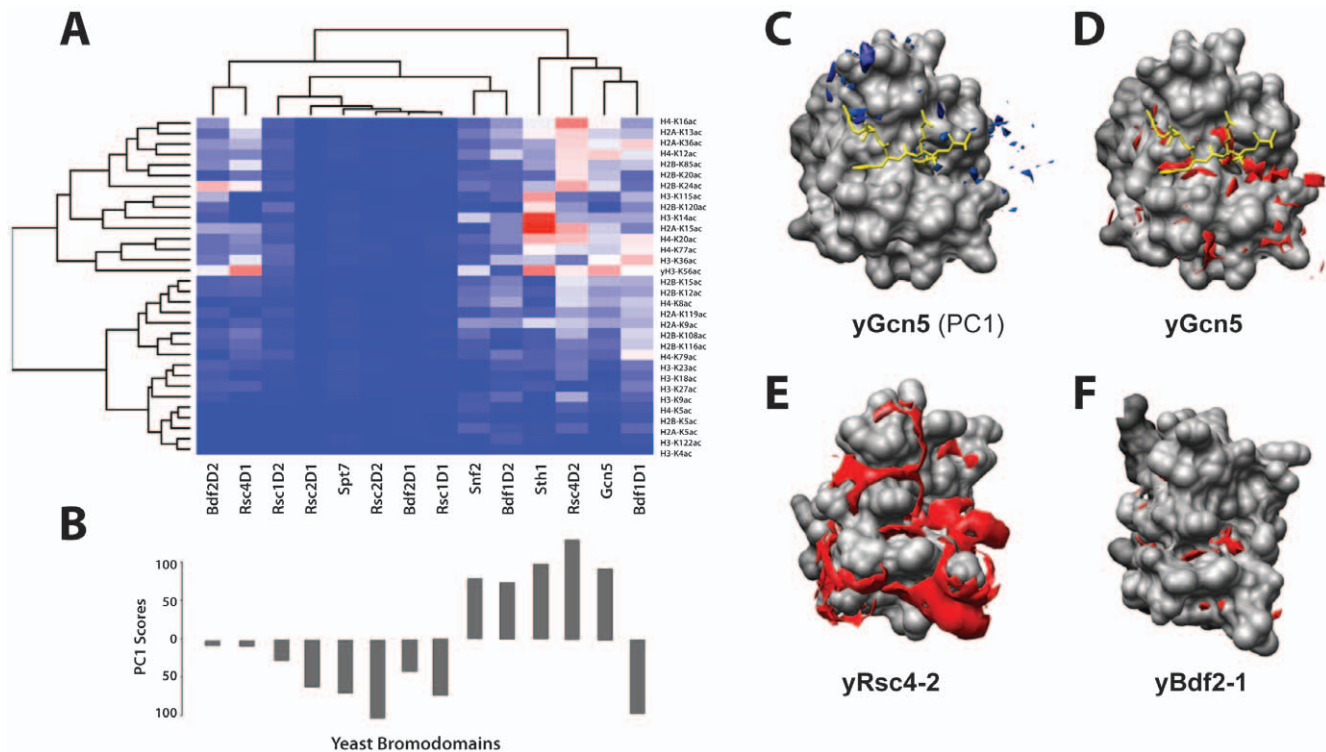 A
H4-K16ac
H2A-K13ac
H2A-K36ac
H4-K12ac
H2B-K85ac
H2B-K20ac
H2B-K24ac
H3-K115ac
H2B-K120ac
H3-K14ac
H2A-K15ac
H4-K20ac
H4-K77ac
H3-K36ac
yH3-K56ac
H2B-K15ac
H2B-K12ac
H4-K8ac
H2A-K119ac
H2A-K9ac
H2B-K108ac
H2B-K116ac
H4-K79ac
H3-K23ac
H3-K18ac
H3-K27ac
H3-K9ac
H4-K5ac
H2B-K5ac
H2A-K5ac
H3-K122ac
H3-K4ac
Bdf2D2
Rsc4D1
Rsc1D2
Rsc2D1
Spt7
Rsc2D2
Bdf2D1
Rsc1D1
Snf2
Bdf1D2
Sth1
Rsc4D2
Gcn5
Bdf1D1
B
PC1 Scores
100
50
0
50
100
Yeast Bromodomains
C
yGcn5 (PC1)
D
yGcn5
E
yRsc4-2
F
yBdf2-1